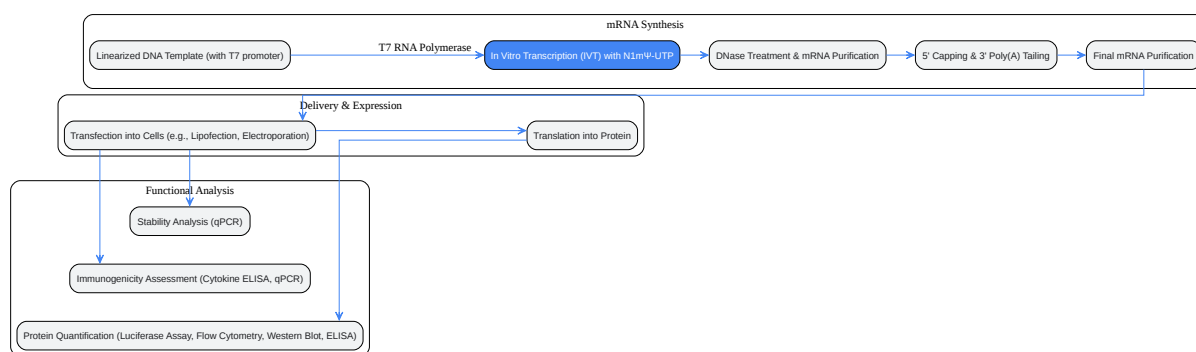 mRNA Synthesis
Linearized DNA Template (with T7 promoter)
T7 RNA Polymerase
In Vitro Transcription (IVT) with N1mΨ-UTP
DNase Treatment & mRNA Purification
5' Capping & 3' Poly(A) Tailing
Final mRNA Purification
Delivery & Expression
Transfection into Cells (e.g., Lipofection, Electroporation)
Translation into Protein
Functional Analysis
Stability Analysis (qPCR)
Immunogenicity Assessment (Cytokine ELISA, qPCR)
Protein Quantification (Luciferase Assay, Flow Cytometry, Western Blot, ELISA)